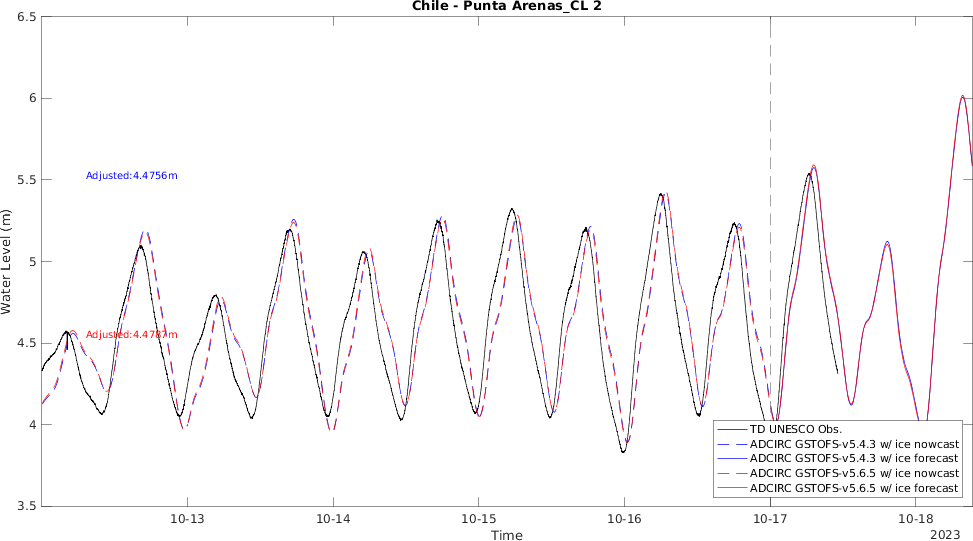 Chile - Punta Arenas_CL 2
6.5
6
5.5
5
4.5
4
3.5
Water Level (m)
Adjusted:4.4756m
Adjusted:4.4787m
TD UNESCO Obs.
ADCIRC GSTOFS-v5.4.3 w/ ice nowcast
ADCIRC GSTOFS-v5.4.3 w/ ice forecast
ADCIRC GSTOFS-v5.6.5 w/ ice nowcast
ADCIRC GSTOFS-v5.6.5 w/ ice forecast
10-13
10-14
10-15
10-16
10-17
10-18
Time
2023